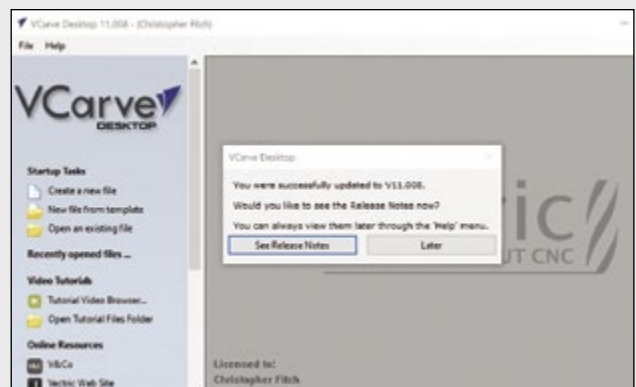 VCarve Desktop 11.008 - (Christopher Fitch)
File Help
VCarve
DESKTOP
Startup Tasks
Create a new file
New file from template
Open an existing file
Recently opened files ...
Video Tutorials
Tutorial Video Browser...
Open Tutorial Files Folder
Online Resources
V&Co
Vectric Web Site
VCarve Desktop
You were successfully updated to V11.008.
Would you like to see the Release Notes now?
You can always view them later through the 'Help' menu.
See Release Notes
Later
ric
UT CNC
Licensed to:
Christopher Fitch